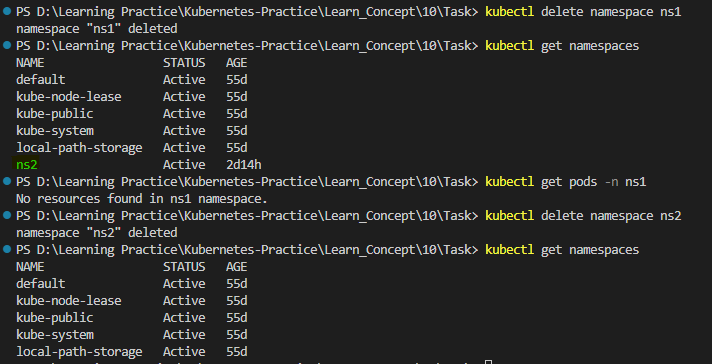 PS D:\Learning Practice\Kubernetes-Practice\Learn_Concept\10\Task> kubectl delete namespace ns1
namespace "ns1" deleted
PS D:\Learning Practice\Kubernetes-Practice\Learn_Concept\10\Task> kubectl get namespaces
NAME STATUS AGE
default Active 55d
kube-node-lease Active 55d
kube-public Active 55d
kube-system Active 55d
local-path-storage Active 55d
ns2 Active 2d14h
PS D:\Learning Practice\Kubernetes-Practice\Learn_Concept\10\Task> kubectl get pods -n ns1
No resources found in ns1 namespace.
PS D:\Learning Practice\Kubernetes-Practice\Learn_Concept\10\Task> kubectl delete namespace ns2
namespace "ns2" deleted
PS D:\Learning Practice\Kubernetes-Practice\Learn_Concept\10\Task> kubectl get namespaces
NAME STATUS AGE
default Active 55d
kube-node-lease Active 55d
kube-public Active 55d
kube-system Active 55d
local-path-storage Active 55d